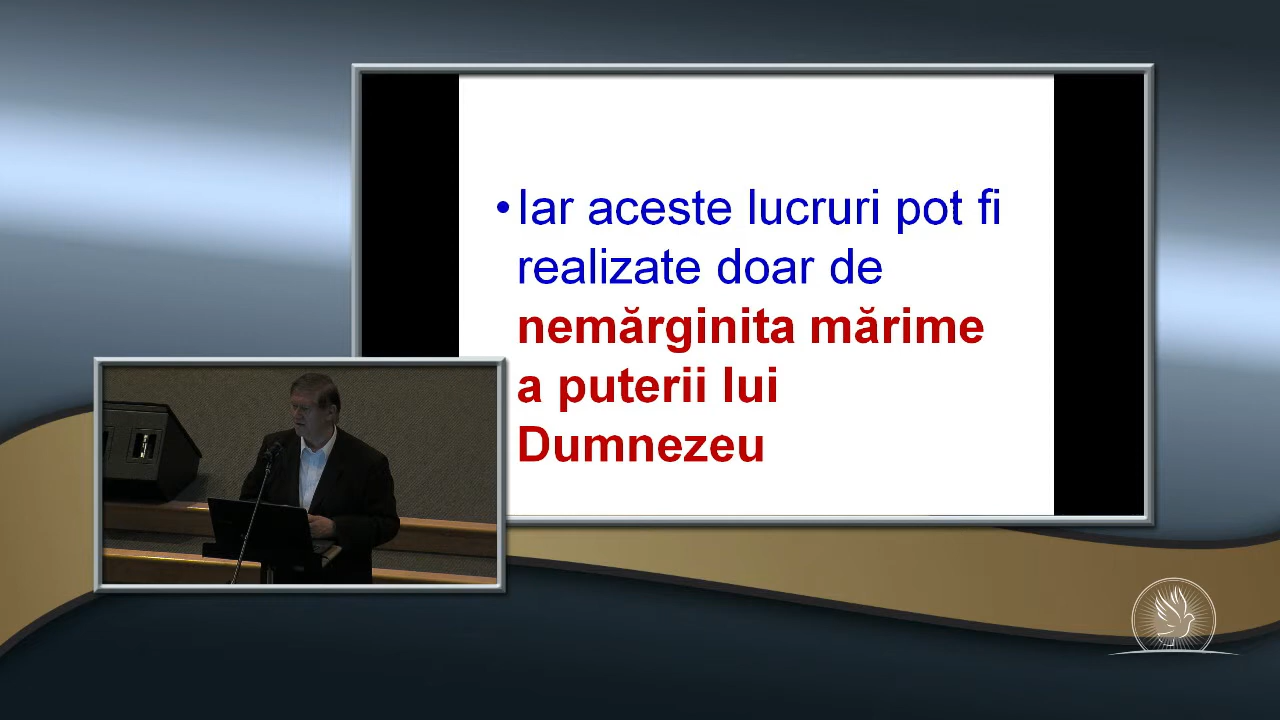 •Iar aceste lucruri pot fi
realizate doar de
nemărginita mărime
a puterii lui
Dumnezeu